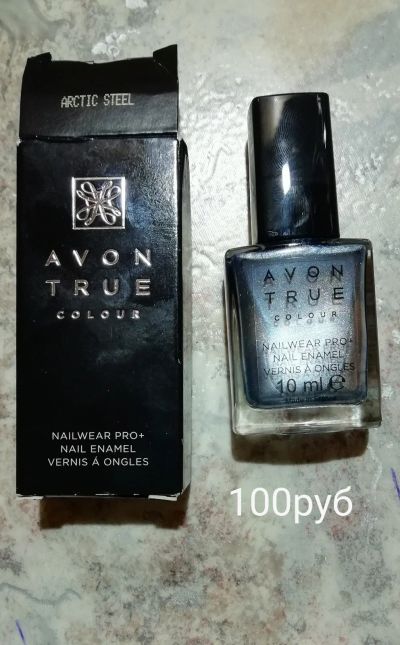 ARCTIC STEEL
AVON
TRUE
COLOUR
NAILWEAR PRO+
NAIL ENAMEL
VERNIS Á ONGLES
AVON
TRUE
COLOUR
NAILWEAR PRO+
NAIL ENAMEL
VERNIS À ONGLES
10 ml e
100руб